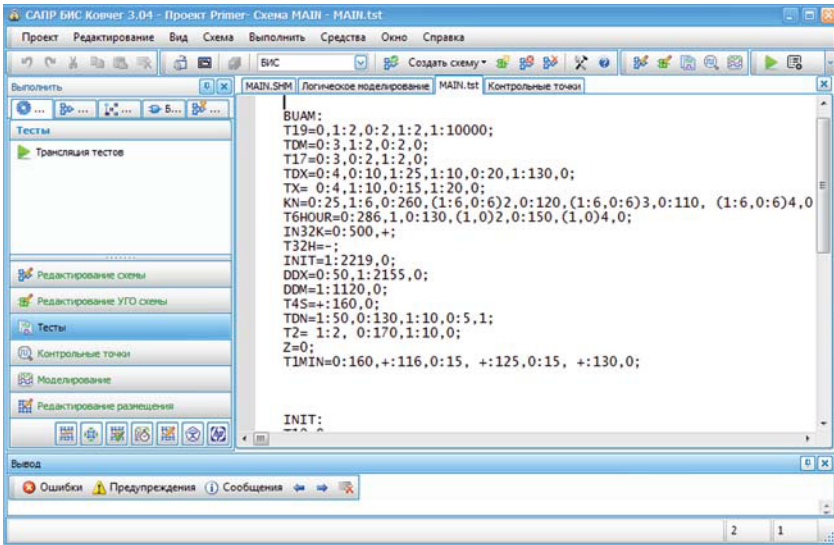 САПР БИС Ковчег 3.04 - Проект Primer- Схема MAIN - MAIN.tst
Проект Редактирование Вид Схема Выполнить Средства Окно Справка
БИС Создать схему
Выполнить
MAIN.SHM Логическое моделирование MAIN.tst Контрольные точки
... ... ... Б... ...
Тесты
Трансляция тестов
BUAM:
T19=0,1:2,0:2,1:2,1:10000;
TDM=0:3,1:2,0:2,0;
T17=0:3,0:2,1:2,0;
TDX=0:4,0:10,1:25,1:10,0:20,1:130,0;
TX= 0:4,1:10,0:15,1:20,0;
KN=0:25,1:6,0:260,(1:6,0:6)2,0:120,(1:6,0:6)3,0:110, (1:6,0:6)4,0
T6HOUR=0:286,1,0:130,(1,0)2,0:150,(1,0)4,0;
IN32K=0:500,+;
T32H=-;
INIT=1:2219,0;
DDX=0:50,1:2155,0;
DDM=1:1120,0;
T4S=+:160,0;
TDN=1:50,0:130,1:10,0:5,1;
T2= 1:2, 0:170,1:10,0;
Z=0;
T1MIN=0:160,+:116,0:15, +:125,0:15, +:130,0;
INIT:
Редактирование схемы
Редактирование УГО схемы
Тесты
Контрольные точки
Моделирование
Редактирование размещения
Вывод
Ошибки Предупреждения Сообщения
2 1